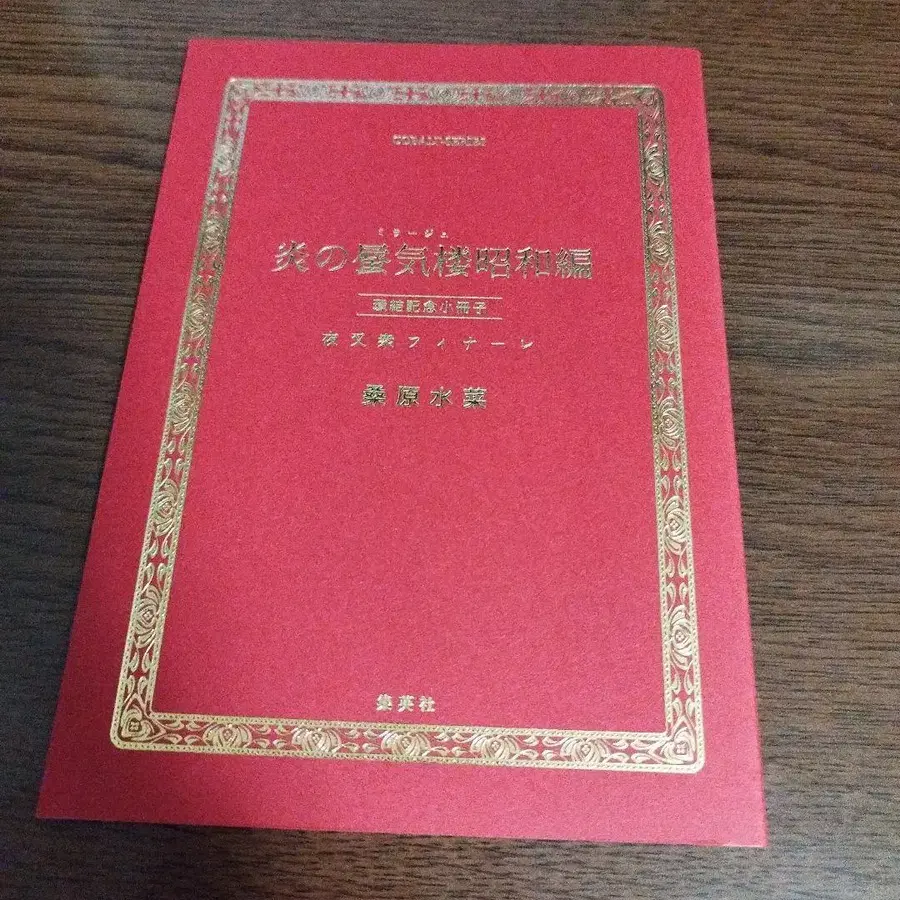 COBALT-SERIES
ミラージュ
炎の蜃気楼昭和編
環結記念小冊子
夜叉衆フィナーレ
桑原水菜
集英社